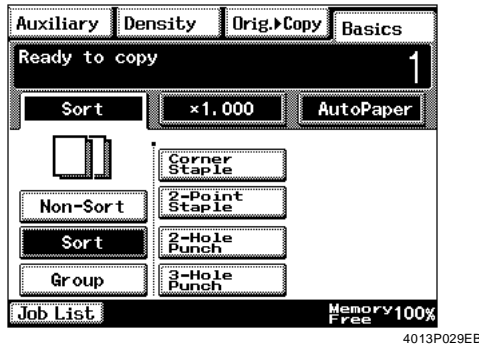 Auxiliary Density Orig.▸Copy Basics
Ready to copy 1
Sort ×1.000 AutoPaper
Corner
Staple
Non-Sort
2-Point
Staple
Sort
2-Hole
Punch
Group
3-Hole
Punch
Job List Memory Free 100%
4013P029EB